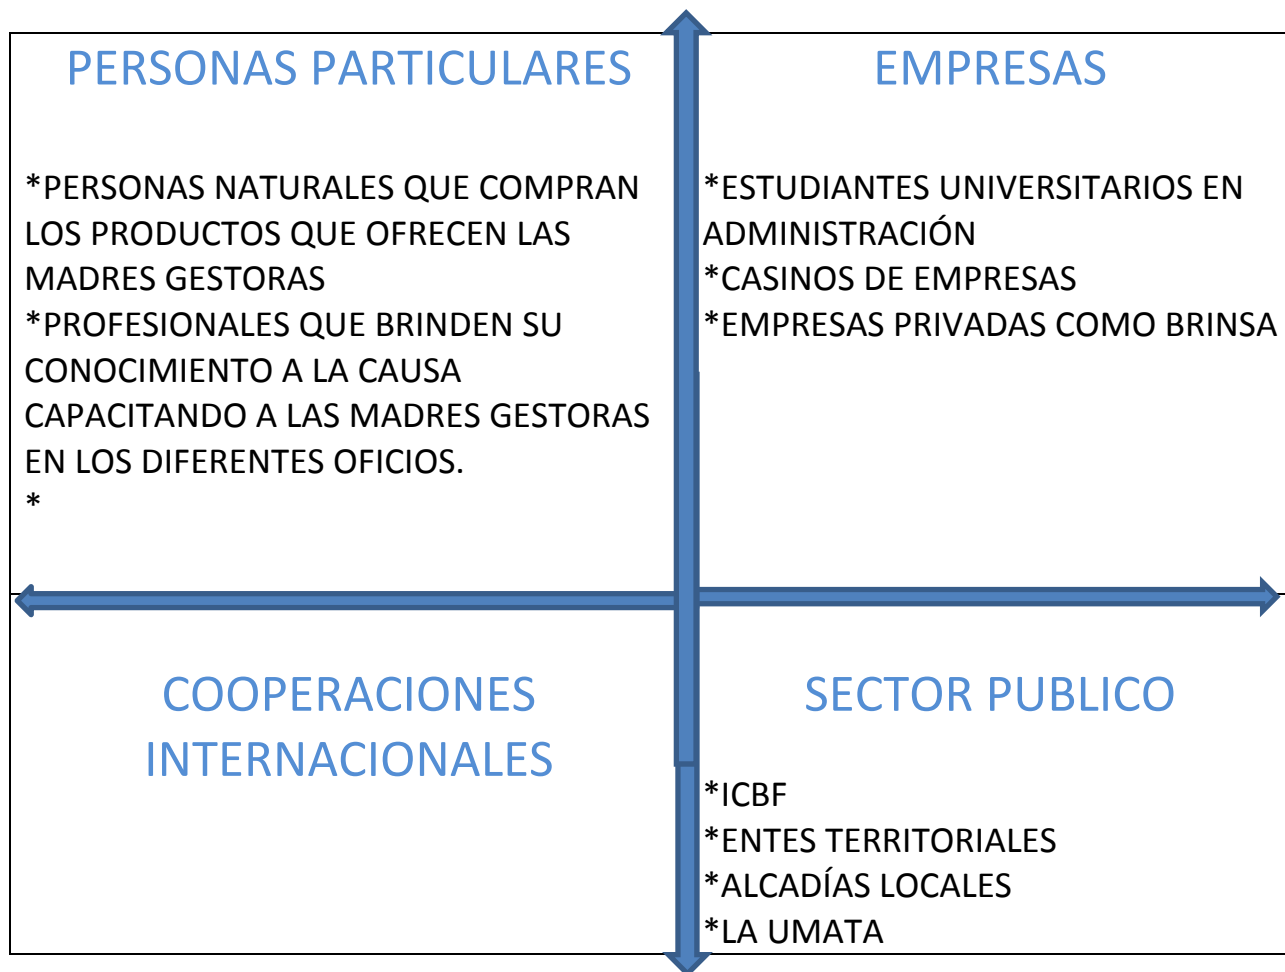 PERSONAS PARTICULARES
*PERSONAS NATURALES QUE COMPRAN
LOS PRODUCTOS QUE OFRECEN LAS
MADRES GESTORAS
*PROFESIONALES QUE BRINDEN SU
CONOCIMIENTO A LA CAUSA
CAPACITANDO A LAS MADRES GESTORAS
EN LOS DIFERENTES OFICIOS.
*
EMPRESAS
*ESTUDIANTES UNIVERSITARIOS EN
ADMINISTRACIÓN
*CASINOS DE EMPRESAS
*EMPRESAS PRIVADAS COMO BRINSA
COOPERACIONES
INTERNACIONALES
SECTOR PUBLICO
*ICBF
*ENTES TERRITORIALES
*ALCADÍAS LOCALES
*LA UMATA